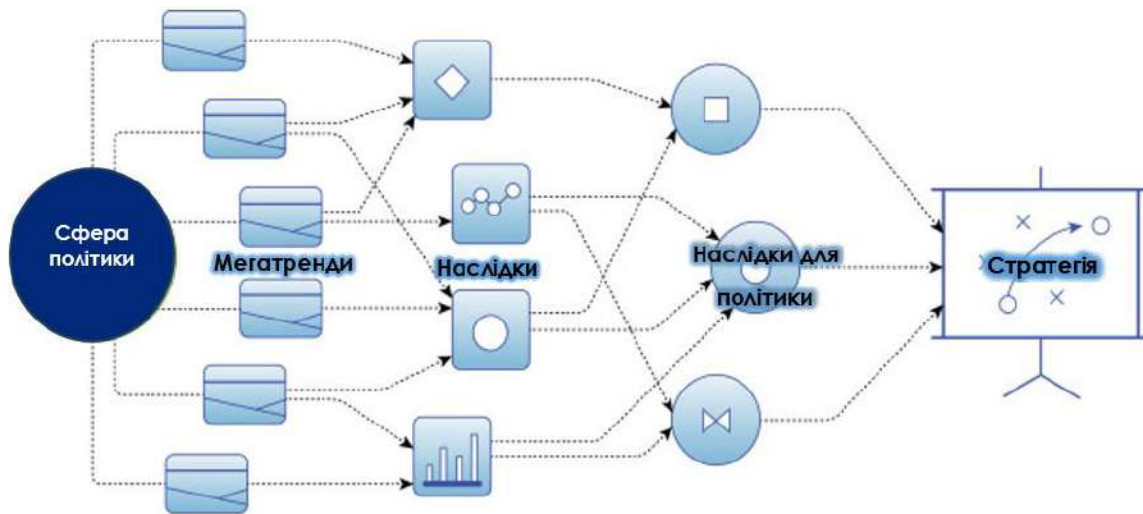 Сфера
політики
Мегатренди
Наслідки
Наслідки для
політики
Стратегія